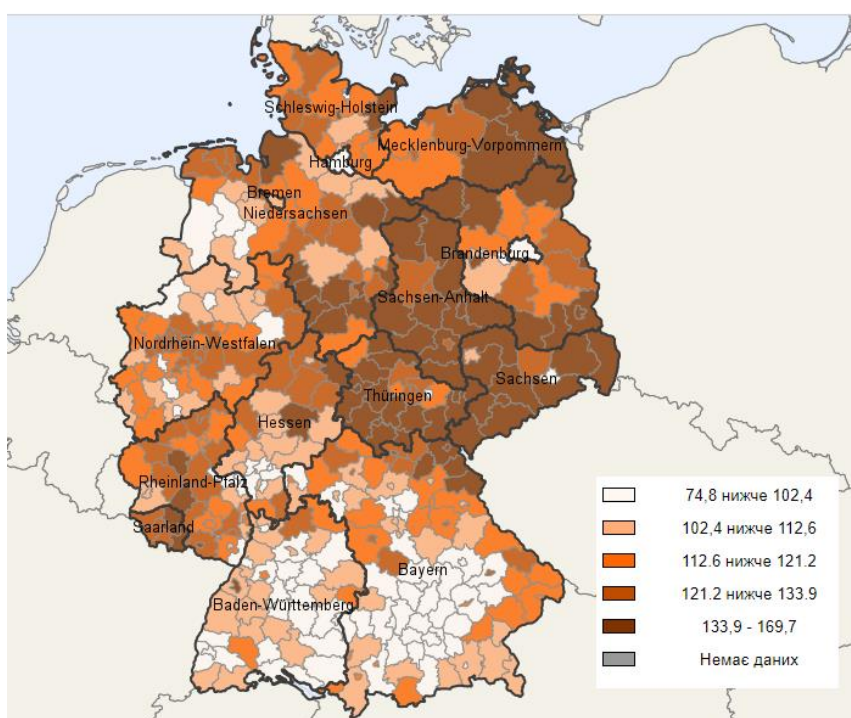 Schleswig-Holstein
Mecklenburg-Vorpommern
Hamburg
Bremen
Niedersachsen
Brandenburg
Sachsen-Anhalt
Nordrhein-Westfalen
Sachsen
Thüringen
Hessen
Rheinland-Pfalz
Saarland
Bayern
Baden-Württemberg
74,8 нижче 102,4
102,4 нижче 112,6
112.6 нижче 121.2
121.2 нижче 133.9
133,9 - 169,7
Немає даних